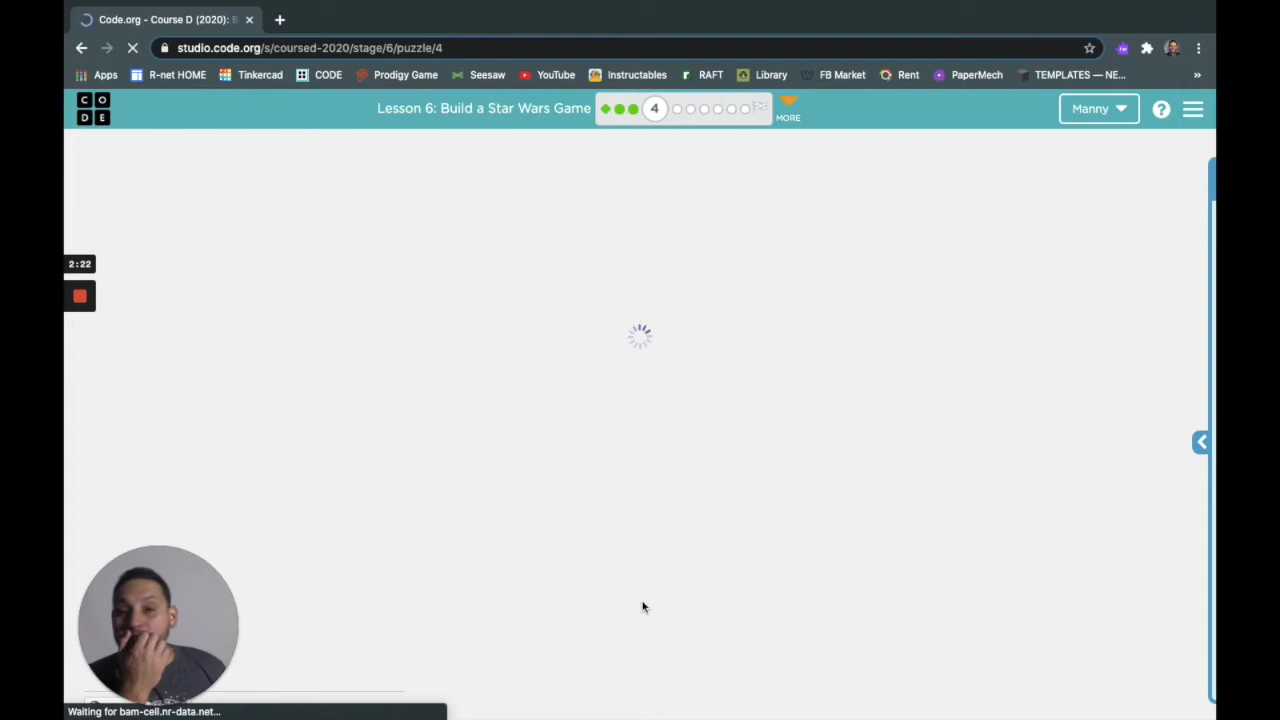 Code.org - Course D (2020): B
studio.code.org/s/coursed-2020/stage/6/puzzle/4
Apps R-net HOME Tinkercad CODE Prodigy Game Seesaw YouTube Instructables RAFT Library FB Market Rent PaperMech TEMPLATES — NE... »
C O
D E
Lesson 6: Build a Star Wars Game 4 MORE Manny ?
2:22
Waiting for bam-cell.nr-data.net...